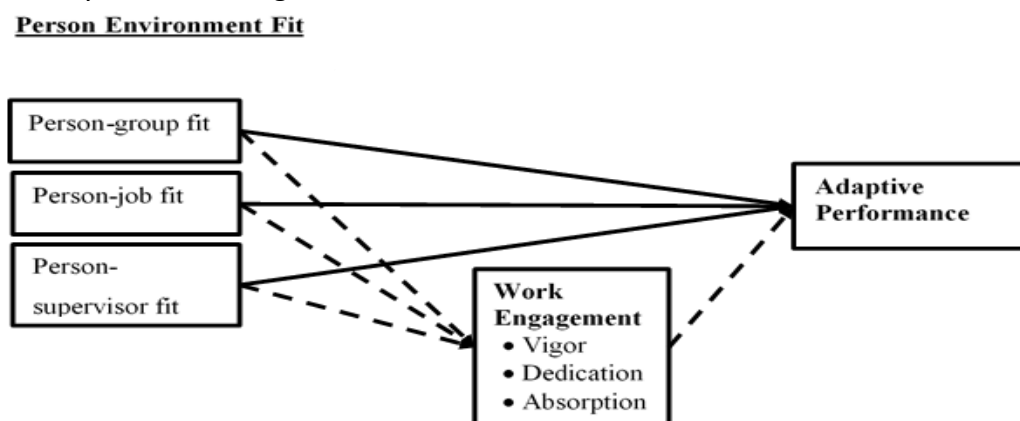 Person Environment Fit
Person-group fit
Person-job fit
Person-
supervisor fit
Adaptive
Performance
Work
Engagement
• Vigor
• Dedication
• Absorption